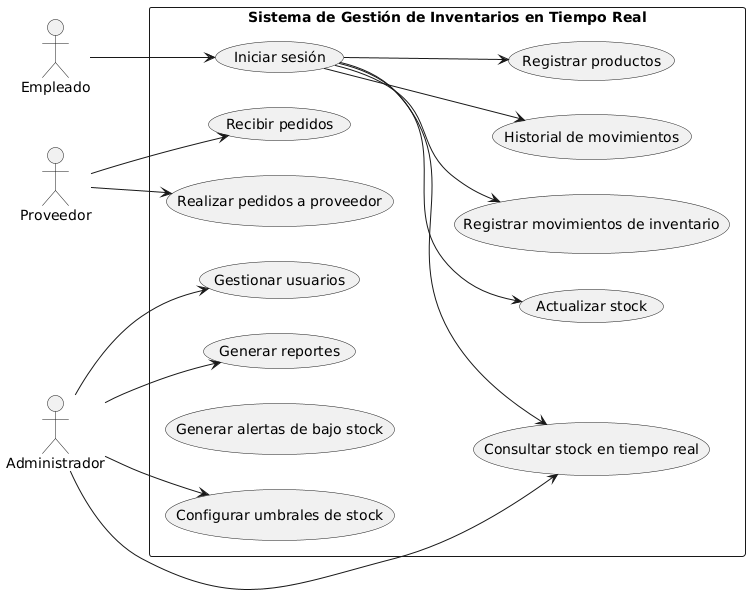 Sistema de Gestión de Inventarios en Tiempo Real
Empleado
Iniciar sesión
Registrar productos
Recibir pedidos
Historial de movimientos
Proveedor
Realizar pedidos a proveedor
Registrar movimientos de inventario
Gestionar usuarios
Actualizar stock
Generar reportes
Administrador
Generar alertas de bajo stock
Consultar stock en tiempo real
Configurar umbrales de stock